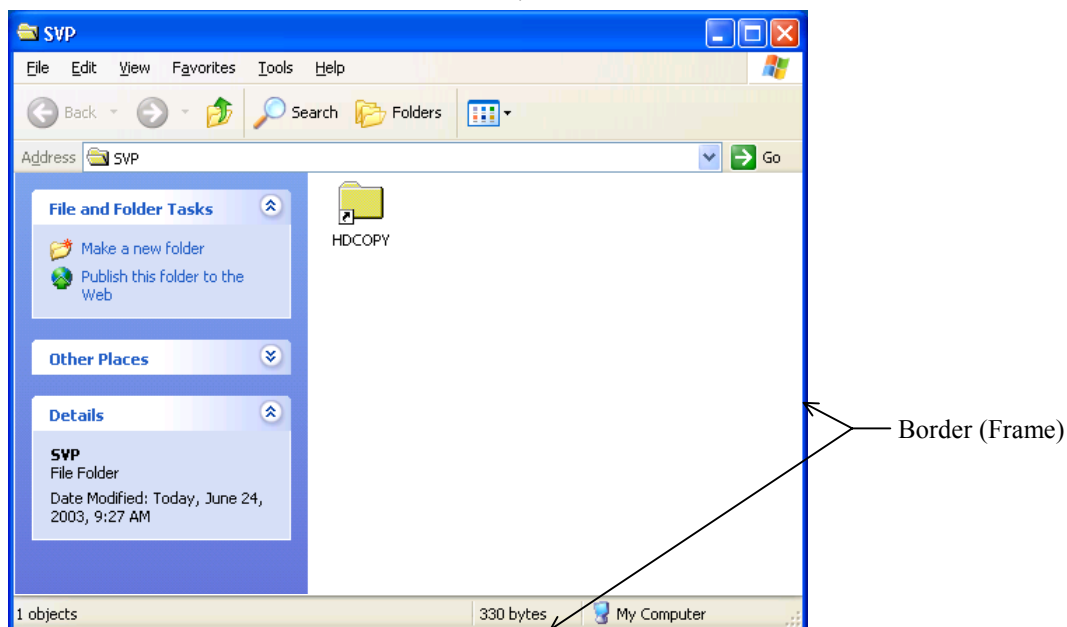 SVP
File Edit View Favorites Tools Help
Back Search Folders
Address SVP Go
File and Folder Tasks
Make a new folder
Publish this folder to the
Web
Other Places
Details
SVP
File Folder
Date Modified: Today, June 24,
2003, 9:27 AM
HDCOPY
Border (Frame)
1 objects 330 bytes My Computer